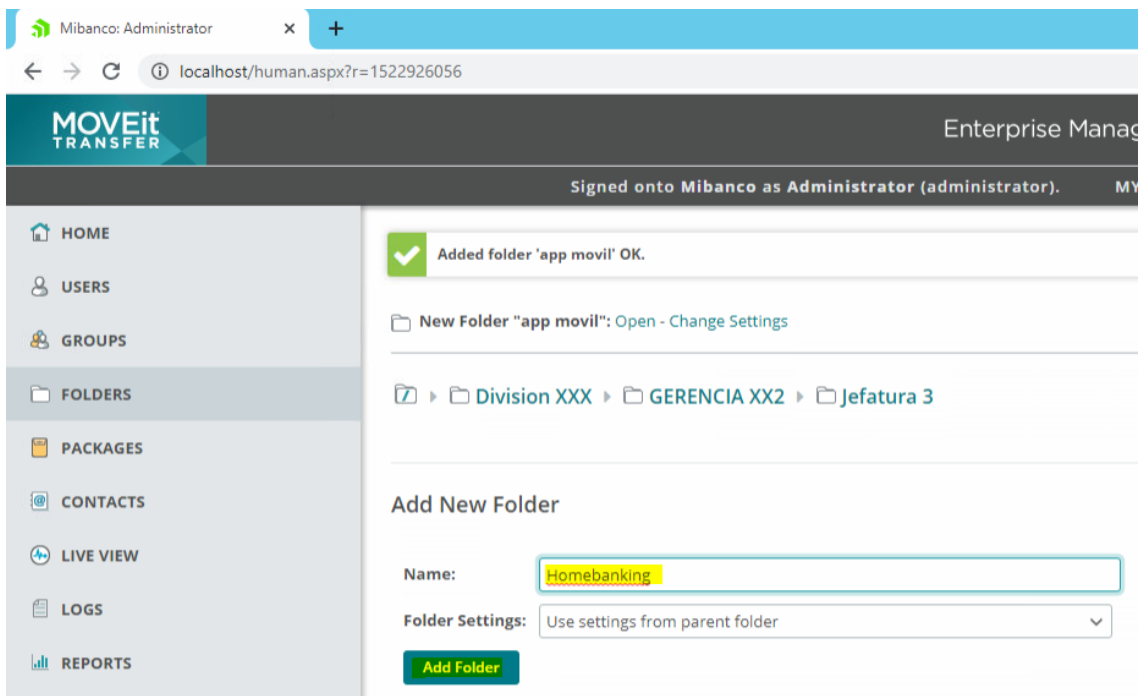 Mibanco: Administrator
localhost/human.aspx?r=1522926056
MOVEit
TRANSFER
Enterprise Manag
Signed onto Mibanco as Administrator (administrator). MY
HOME
USERS
GROUPS
FOLDERS
PACKAGES
CONTACTS
LIVE VIEW
LOGS
REPORTS
Added folder 'app movil' OK.
New Folder "app movil": Open - Change Settings
Division XXX GERENCIA XX2 Jefatura 3
Add New Folder
Name: Homebanking
Folder Settings: Use settings from parent folder
Add Folder